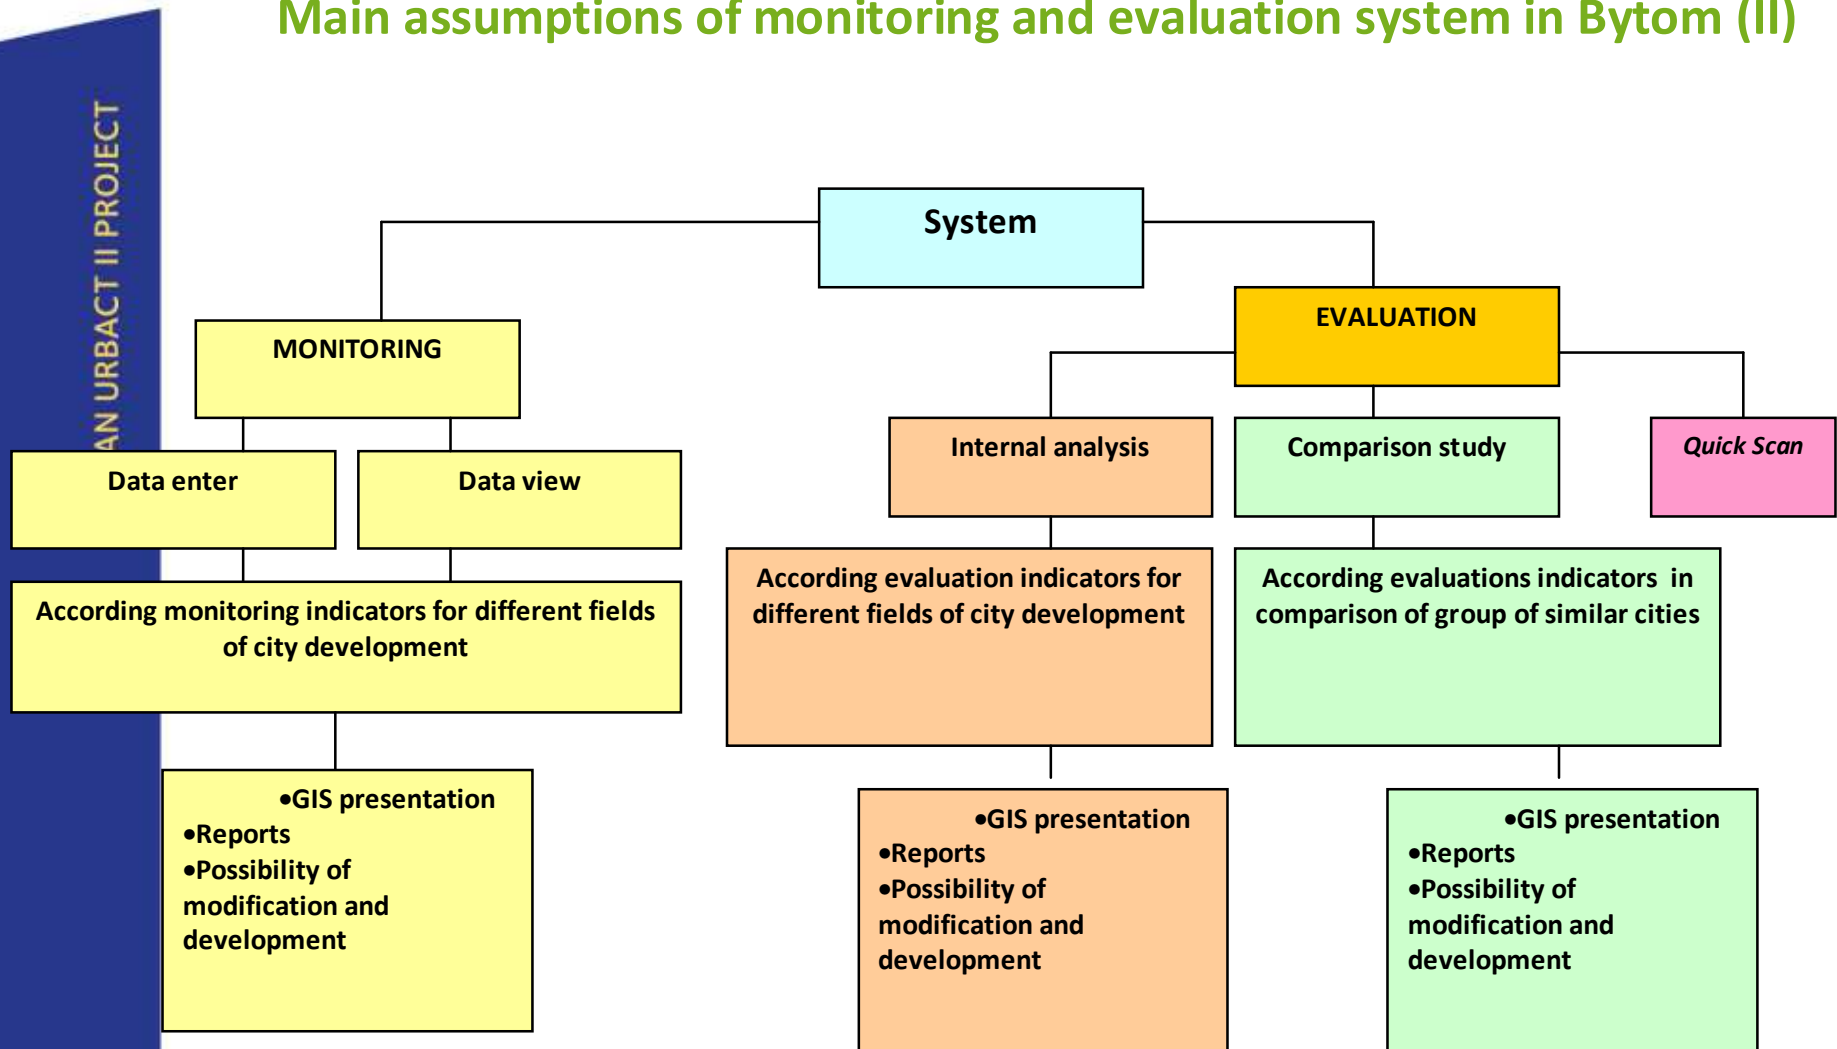 Main assumptions of monitoring and evaluation system in Bytom (II)
AN URBACT II PROJECT
System
MONITORING
EVALUATION
Data enter
Data view
Internal analysis
Comparison study
Quick Scan
According monitoring indicators for different fields
of city development
According evaluation indicators for
different fields of city development
According evaluations indicators in
comparison of group of similar cities
•GIS presentation
•Reports
•Possibility of
modification and
development
•GIS presentation
•Reports
•Possibility of
modification and
development
•GIS presentation
•Reports
•Possibility of
modification and
development